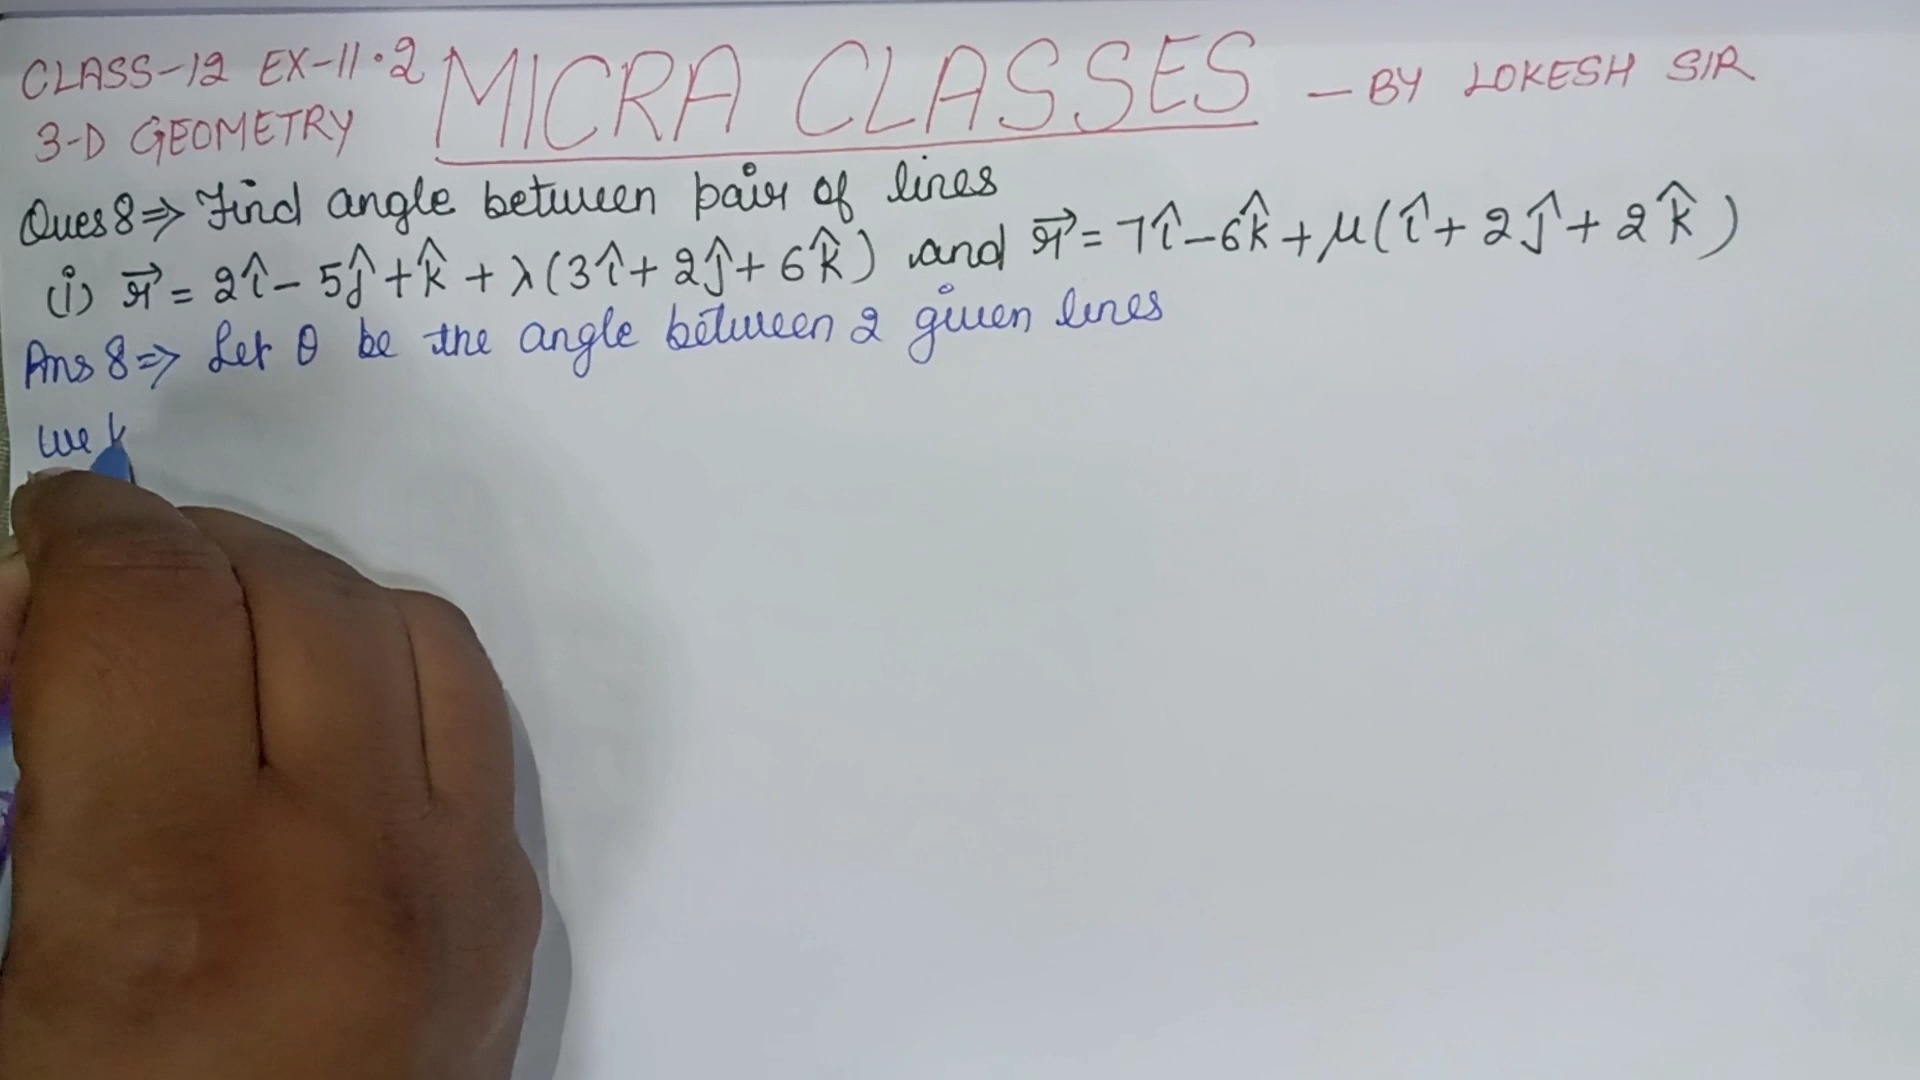 CLASS-12 EX-11.2 MICRA CLASSES - BY LOKESH SIR
3-D GEOMETRY
Ques 8⇒ Find angle between pair of lines
(i) r⃗ = 2î - 5ĵ + k̂ + λ(3î + 2ĵ + 6k̂) and r⃗ = 7î - 6k̂ + μ(î + 2ĵ + 2k̂)
Ans 8⇒ Let θ be the angle between 2 given lines
We k